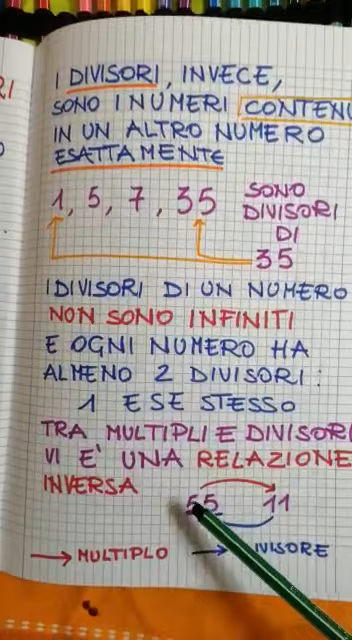 I DIVISORI, INVECE,
SONO I NUMERI
IN UN ALTRO NUMERO
ESATTAMENTE
1, 5, 7, 35 SONO
DIVISORI
DI
35
I DIVISORI DI UN NUMERO
NON SONO INFINITI
E OGNI NUMERO HA
ALMENO 2 DIVISORI:
1 E SE STESSO
TRA MULTIPLI E DIVISORI
VI E' UNA RELAZIONE
INVERSA
55 11
MULTIPLO